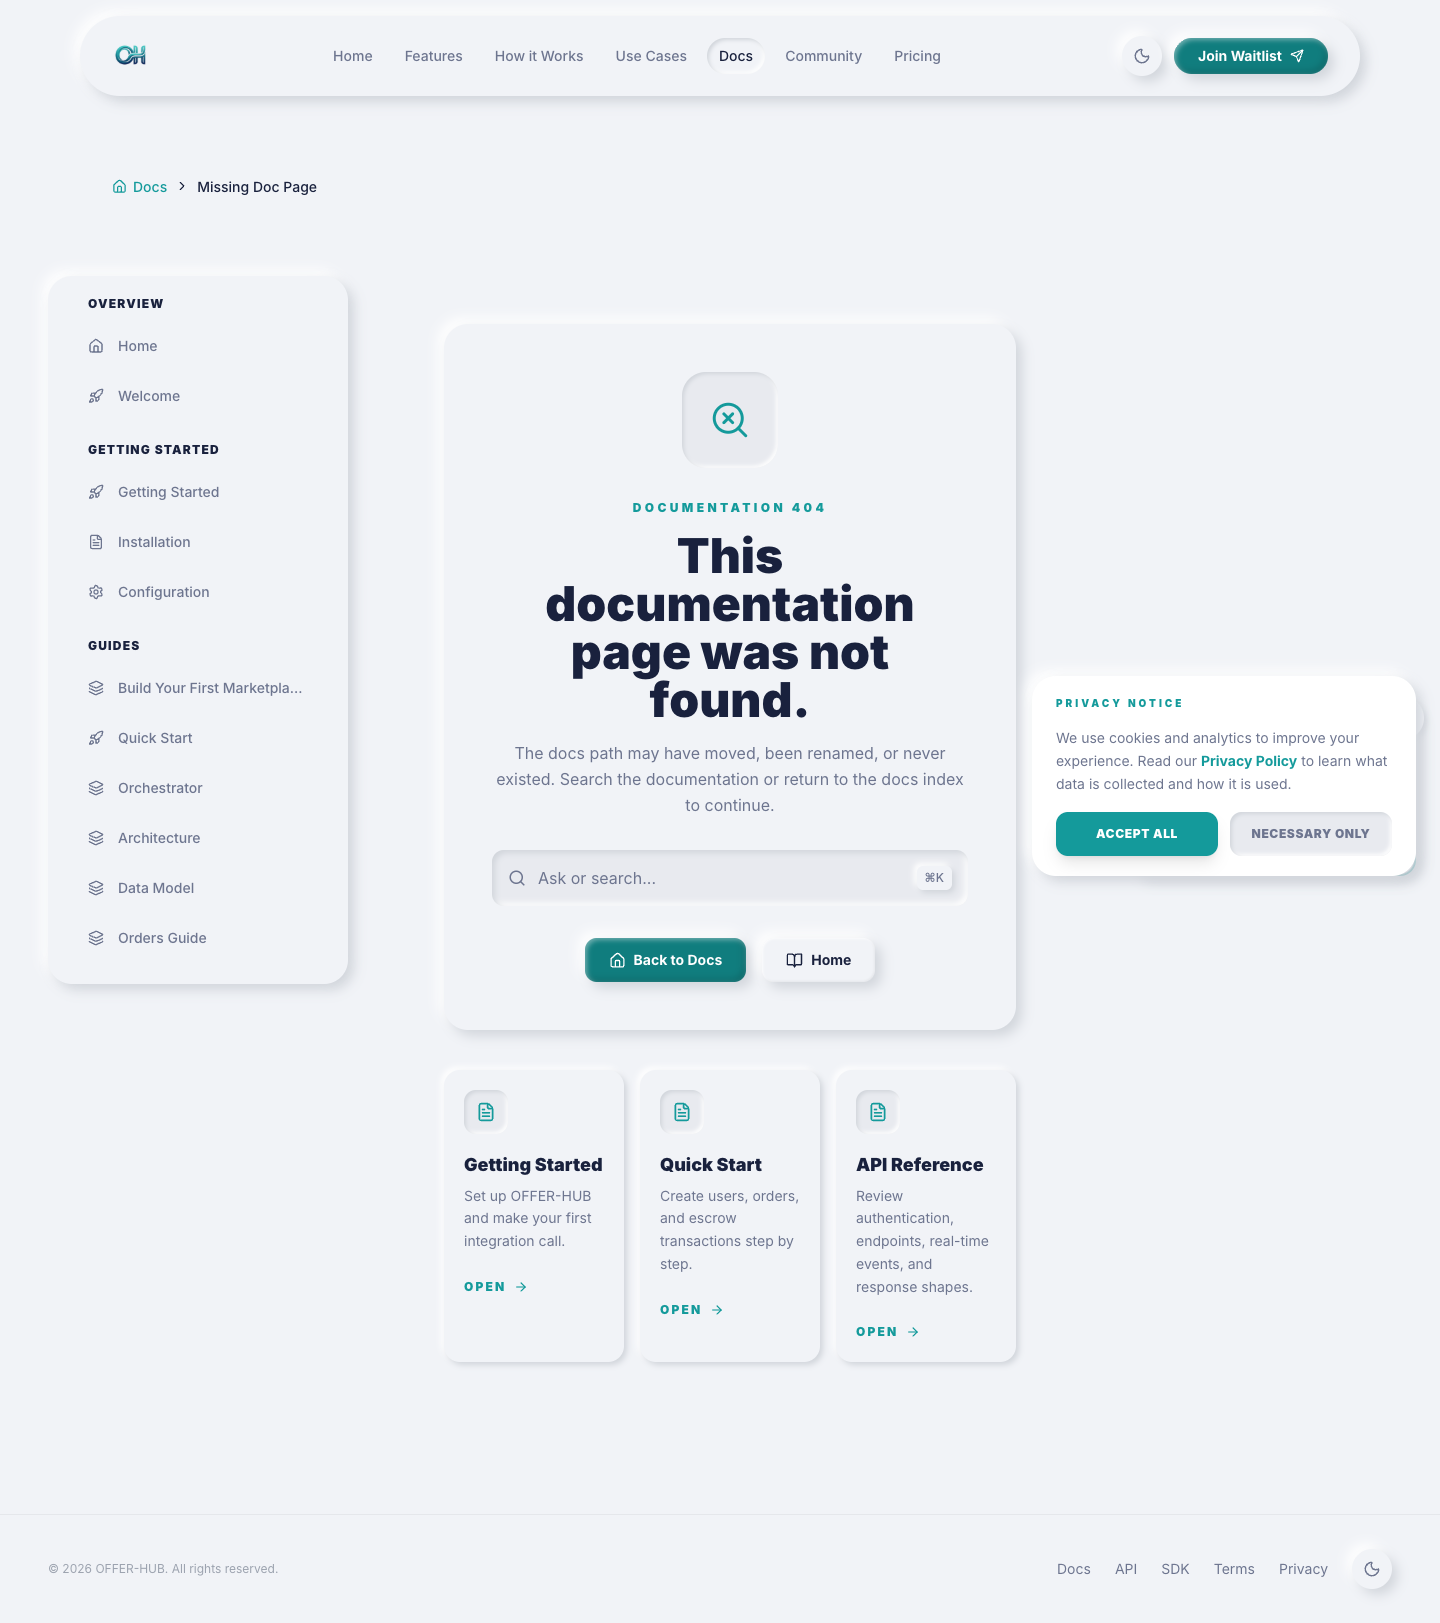 OH
Home
Features
How it Works
Use Cases
Docs
Community
Pricing
Join Waitlist
Docs
Missing Doc Page
OVERVIEW
Home
Welcome
GETTING STARTED
Getting Started
Installation
Configuration
GUIDES
Build Your First Marketpla...
Quick Start
Orchestrator
Architecture
Data Model
Orders Guide
DOCUMENTATION 404
This
documentation
page was not
found.
The docs path may have moved, been renamed, or never
existed. Search the documentation or return to the docs index
to continue.
Ask or search...
⌘K
Back to Docs
Home
PRIVACY NOTICE
We use cookies and analytics to improve your
experience. Read our Privacy Policy to learn what
data is collected and how it is used.
ACCEPT ALL
NECESSARY ONLY
Getting Started
Set up OFFER-HUB
and make your first
integration call.
OPEN
Quick Start
Create users, orders,
and escrow
transactions step by
step.
OPEN
API Reference
Review
authentication,
endpoints, real-time
events, and
response shapes.
OPEN
© 2026 OFFER-HUB. All rights reserved.
Docs
API
SDK
Terms
Privacy